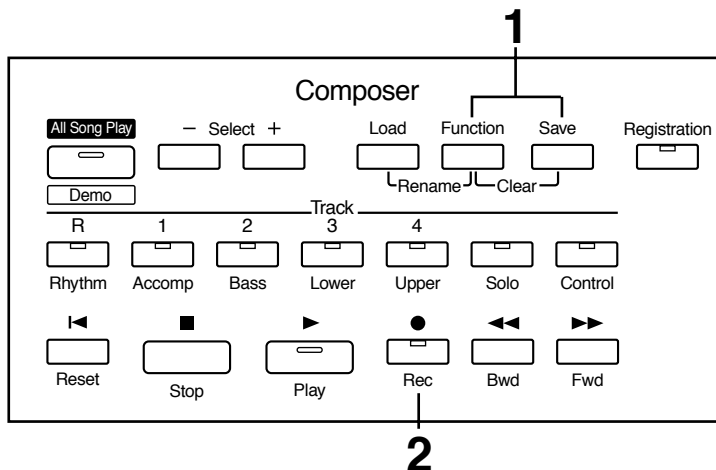 1
Composer
All Song Play − Select + Load Function Save Registration
Demo Rename Clear
Track
R 1 2 3 4
Rhythm Accomp Bass Lower Upper Solo Control
Reset Stop Play Rec Bwd Fwd
2